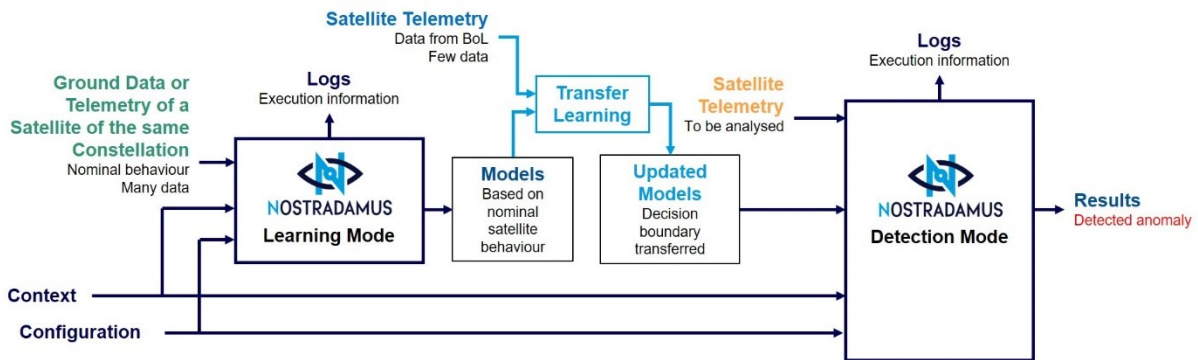 Satellite Telemetry
Data from BoL
Few data
Ground Data or
Telemetry of a
Satellite of the same
Constellation
Nominal behaviour
Many data
Logs
Execution information
NOSTRADAMUS
Learning Mode
Models
Based on
nominal
satellite
behaviour
Transfer
Learning
Updated
Models
Decision
boundary
transferred
Satellite
Telemetry
To be analysed
Logs
Execution information
NOSTRADAMUS
Detection Mode
Results
Detected anomaly
Context
Configuration